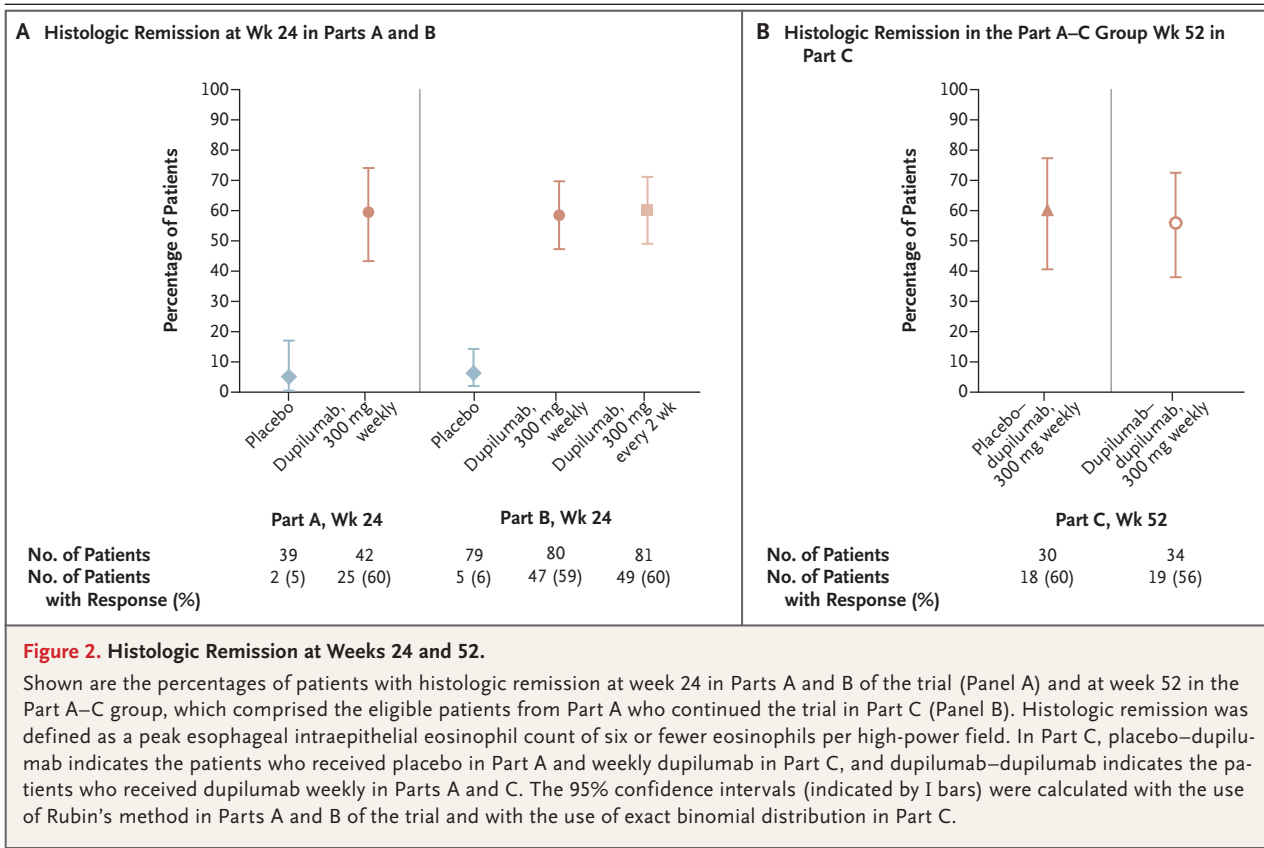 A Histologic Remission at Wk 24 in Parts A and B
100
90
80
70
60
50
40
30
20
10
0
Percentage of Patients
Placebo
Dupilumab,
300 mg
weekly
Placebo
Dupilumab,
300 mg
weekly
Dupilumab,
300 mg
every 2 wk
Part A, Wk 24
Part B, Wk 24
No. of Patients 39 42 79 80 81
No. of Patients 2 (5) 25 (60) 5 (6) 47 (59) 49 (60)
with Response (%)
B Histologic Remission in the Part A–C Group Wk 52 in
Part C
100
90
80
70
60
50
40
30
20
10
0
Percentage of Patients
Placebo–
dupilumab,
300 mg weekly
Dupilumab–
dupilumab,
300 mg weekly
Part C, Wk 52
No. of Patients 30 34
No. of Patients 18 (60) 19 (56)
with Response (%)
Figure 2. Histologic Remission at Weeks 24 and 52.
Shown are the percentages of patients with histologic remission at week 24 in Parts A and B of the trial (Panel A) and at week 52 in the
Part A–C group, which comprised the eligible patients from Part A who continued the trial in Part C (Panel B). Histologic remission was
defined as a peak esophageal intraepithelial eosinophil count of six or fewer eosinophils per high-power field. In Part C, placebo–dupilu-
mab indicates the patients who received placebo in Part A and weekly dupilumab in Part C, and dupilumab–dupilumab indicates the pa-
tients who received dupilumab weekly in Parts A and C. The 95% confidence intervals (indicated by I bars) were calculated with the use
of Rubin's method in Parts A and B of the trial and with the use of exact binomial distribution in Part C.